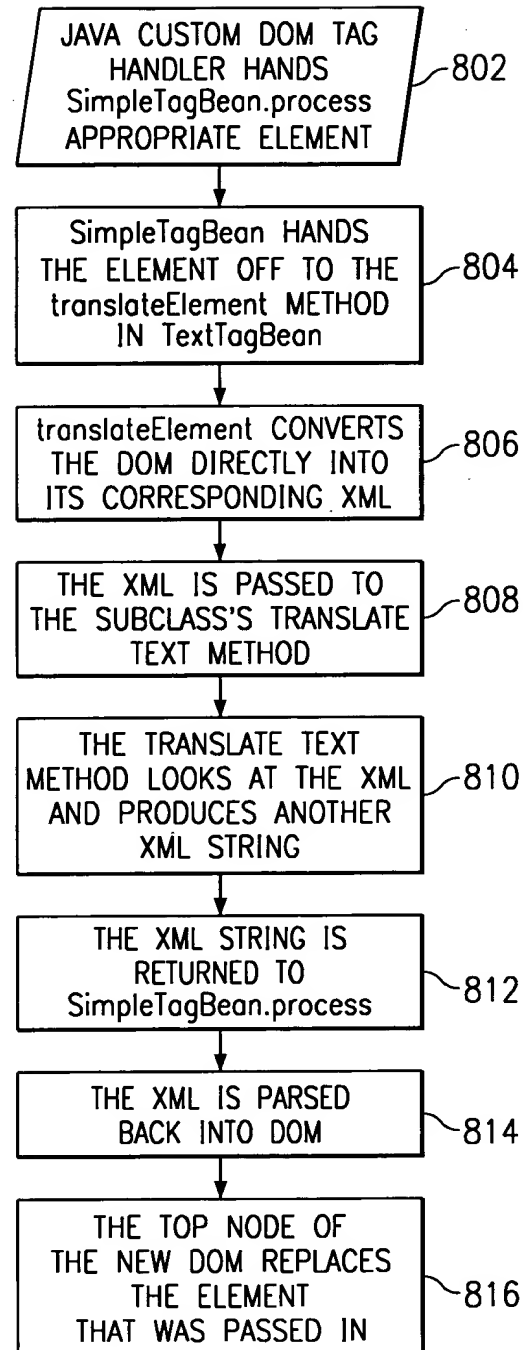 JAVA CUSTOM DOM TAG
HANDLER HANDS
SimpleTagBean.process
APPROPRIATE ELEMENT
802
SimpleTagBean HANDS
THE ELEMENT OFF TO THE
translateElement METHOD
IN TextTagBean
804
translateElement CONVERTS
THE DOM DIRECTLY INTO
ITS CORRESPONDING XML
806
THE XML IS PASSED TO
THE SUBCLASS'S TRANSLATE
TEXT METHOD
808
THE TRANSLATE TEXT
METHOD LOOKS AT THE XML
AND PRODUCES ANOTHER
XML STRING
810
THE XML STRING IS
RETURNED TO
SimpleTagBean.process
812
THE XML IS PARSED
BACK INTO DOM
814
THE TOP NODE OF
THE NEW DOM REPLACES
THE ELEMENT
THAT WAS PASSED IN
816